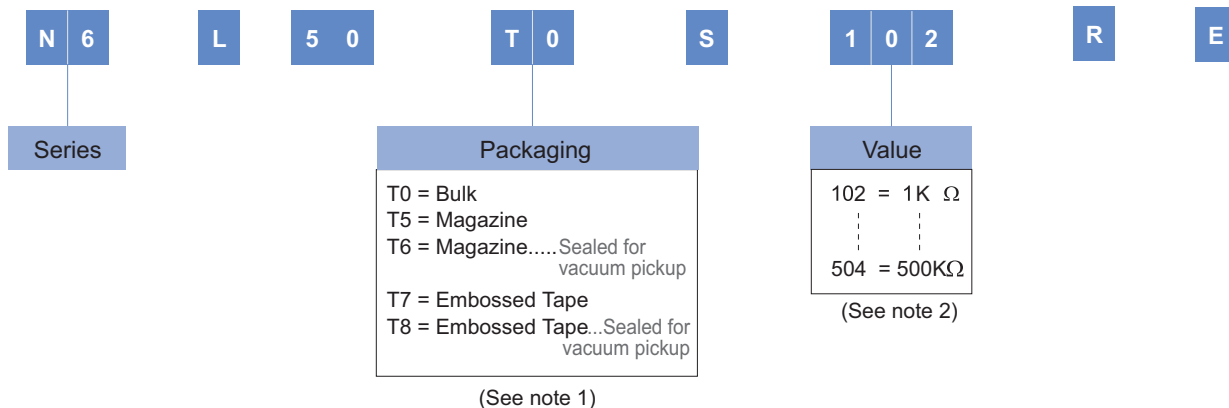 N 6 L 5 0 T 0 S 1 0 2 R E
Series
Packaging
Value
T0 = Bulk
T5 = Magazine
T6 = Magazine.....Sealed for
vacuum pickup
T7 = Embossed Tape
T8 = Embossed Tape...Sealed for
vacuum pickup
(See note 1)
102 = 1K Ω
504 = 500KΩ
(See note 2)